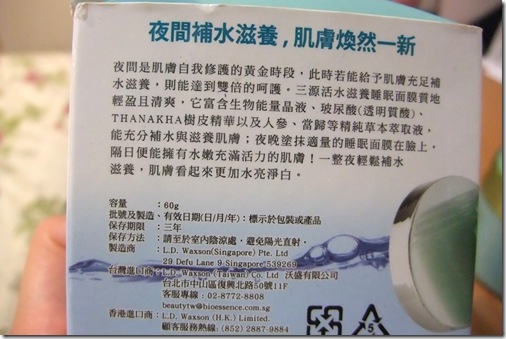 夜間補水滋養，肌膚煥然一新
夜間是肌膚自我修護的黃金時段，此時若能給予肌膚充足補
水滋養，則能達到雙倍的呵護。三源活水滋養睡眠面膜質地
輕盈且清爽，它富含生物能量晶液、玻尿酸(透明質酸)、
THANAKHA樹皮精華以及人參、當歸等精純草本萃取液，
能充分補水與滋養肌膚；夜晚塗抹適量的睡眠面膜在臉上，
隔日便能擁有水嫩充滿活力的肌膚！一整夜輕鬆補水
滋養，肌膚看起來更加水亮淨白。
容量：60g
批號及製造、有效日期(日/月/年)：標示於包裝或產品
保存期限：三年
保存方法：請至於室內陰涼處，避免陽光直射。
製造商：L.D. Waxson(Singapore) Pte. Ltd
29 Defu Lane 9 Singapore 539269
台灣進口商：L.D. Waxson (Taiwan) Co. Ltd 沃盛有限公司
台北市中山區復興北路50號11F
客服專線：02-8772-8808
beautytw@bioessence.com.sg
香港進口商：L.D. Waxson (H.K.) Limited.
顧客服務熱線: (852) 2887-9884
5